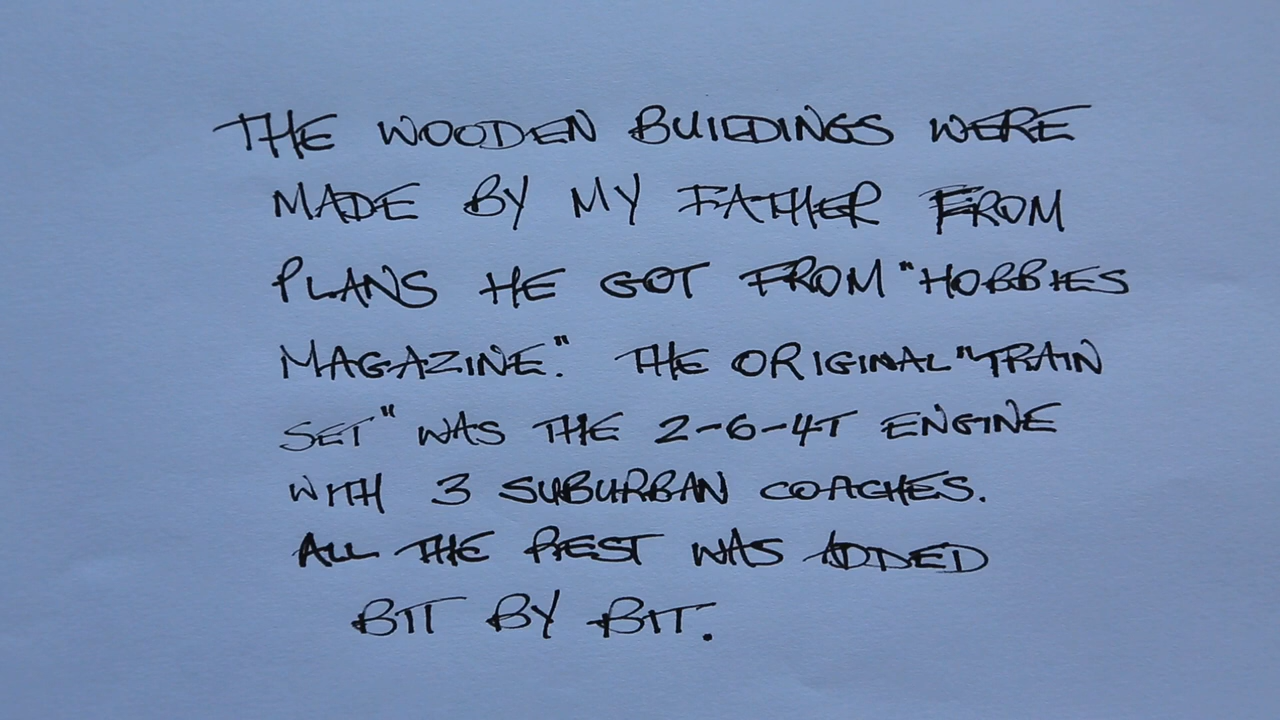 THE WOODEN BUILDINGS WERE
MADE BY MY FATHER FROM
PLANS HE GOT FROM "HOBBIES
MAGAZINE". THE ORIGINAL "TRAIN
SET" WAS THE 2-6-4T ENGINE
WITH 3 SUBURBAN COACHES.
ALL THE REST WAS ADDED
BIT BY BIT.